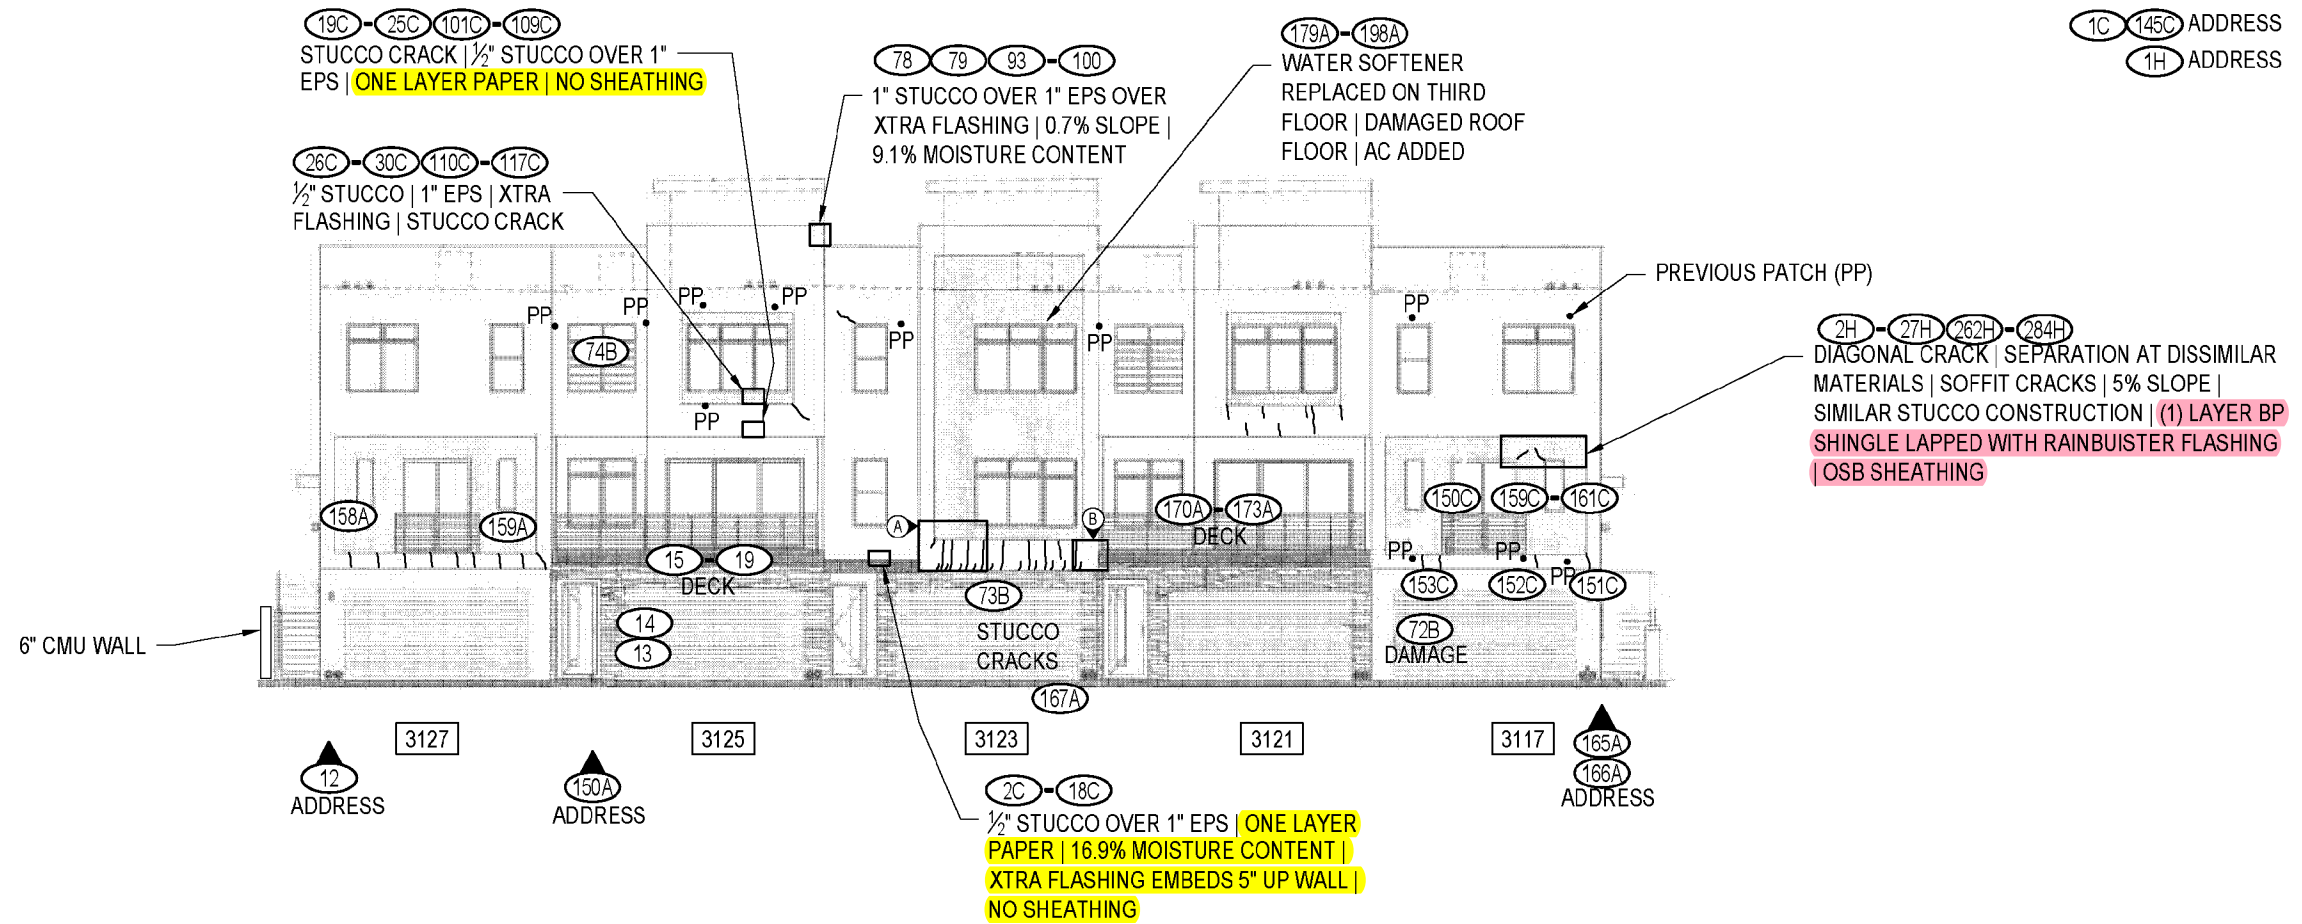 19C - 25C 101C - 109C
STUCCO CRACK | ½" STUCCO OVER 1"
EPS | ONE LAYER PAPER | NO SHEATHING
78 79 93 - 100
1" STUCCO OVER 1" EPS OVER
XTRA FLASHING | 0.7% SLOPE |
9.1% MOISTURE CONTENT
179A - 198A
WATER SOFTENER
REPLACED ON THIRD
FLOOR | DAMAGED ROOF
FLOOR | AC ADDED
1C 145C ADDRESS
1H ADDRESS
26C - 30C 110C - 117C
½" STUCCO | 1" EPS | XTRA
FLASHING | STUCCO CRACK
PREVIOUS PATCH (PP)
PP
PP
PP
PP
PP
PP
PP
PP
74B
2H - 27H 262H - 284H
DIAGONAL CRACK | SEPARATION AT DISSIMILAR
MATERIALS | SOFFIT CRACKS | 5% SLOPE |
SIMILAR STUCCO CONSTRUCTION | (1) LAYER BP
SHINGLE LAPPED WITH RAINBUISTER FLASHING
| OSB SHEATHING
158A
159A
A
B
170A - 173A
DECK
150C
159C - 161C
15 - 19
DECK
PP
PP
PP
153C
152C
151C
73B
STUCCO
CRACKS
14
13
72B
DAMAGE
6" CMU WALL
167A
3127
3125
3123
3121
3117
12
ADDRESS
150A
ADDRESS
165A
166A
ADDRESS
2C - 18C
½" STUCCO OVER 1" EPS | ONE LAYER
PAPER | 16.9% MOISTURE CONTENT |
XTRA FLASHING EMBEDS 5" UP WALL |
NO SHEATHING